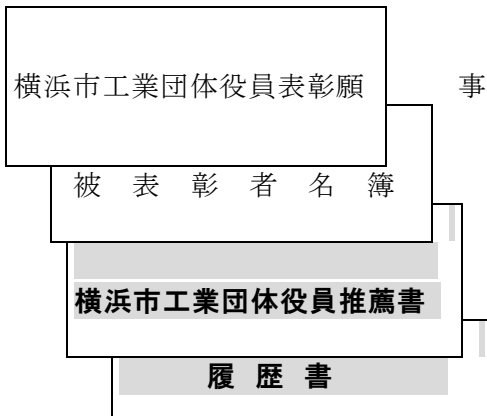 横浜市工業団体役員表彰願
事
被表彰者名簿
横浜市工業団体役員推薦書
履歴書